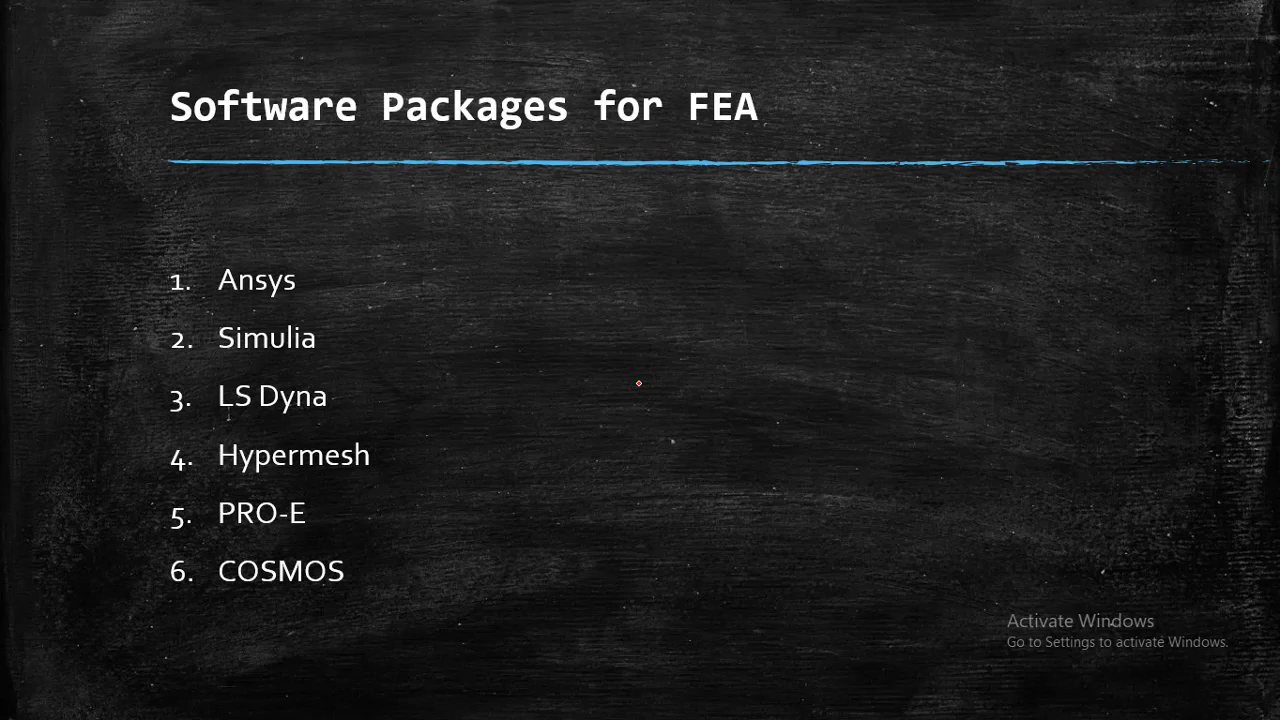 Software Packages for FEA
1. Ansys
2. Simulia
3. LS Dyna
4. Hypermesh
5. PRO-E
6. COSMOS
Activate Windows
Go to Settings to activate Windows.